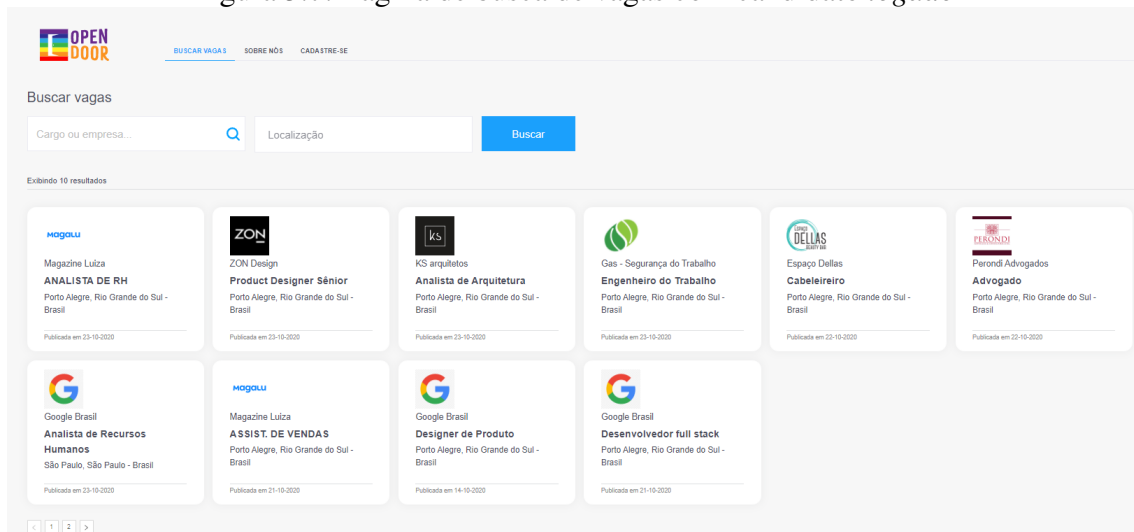 OPEN
DOOR
BUSCAR VAGAS SOBRE NÓS CADASTRE-SE
Buscar vagas
Cargo ou empresa... Localização Buscar
Exibindo 10 resultados
MagaLu
Magazine Luiza
ANALISTA DE RH
Porto Alegre, Rio Grande do Sul -
Brasil
Publicada em 23-10-2020
ZON
ZON Design
Product Designer Sênior
Porto Alegre, Rio Grande do Sul -
Brasil
Publicada em 23-10-2020
ks
KS arquitetos
Analista de Arquitetura
Porto Alegre, Rio Grande do Sul -
Brasil
Publicada em 23-10-2020
Gas - Segurança do Trabalho
Engenheiro do Trabalho
Porto Alegre, Rio Grande do Sul -
Brasil
Publicada em 23-10-2020
ESPAÇO
DELLAS
Espaço Dellas
Cabeleireiro
Porto Alegre, Rio Grande do Sul -
Brasil
Publicada em 22-10-2020
PERONDI
Perondi Advogados
Advogado
Porto Alegre, Rio Grande do Sul -
Brasil
Publicada em 22-10-2020
G
Google Brasil
Analista de Recursos
Humanos
São Paulo, São Paulo - Brasil
Publicada em 23-10-2020
MagaLu
Magazine Luiza
ASSIST. DE VENDAS
Porto Alegre, Rio Grande do Sul -
Brasil
Publicada em 21-10-2020
G
Google Brasil
Designer de Produto
Porto Alegre, Rio Grande do Sul -
Brasil
Publicada em 14-10-2020
G
Google Brasil
Desenvolvedor full stack
Porto Alegre, Rio Grande do Sul -
Brasil
Publicada em 21-10-2020
< 1 2 >